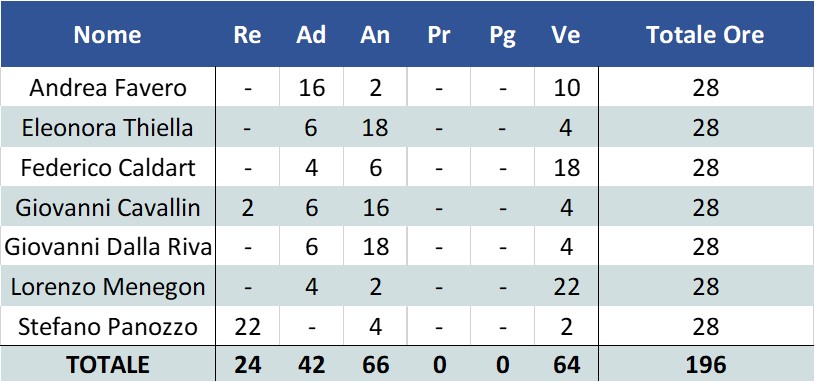 Nome Re Ad An Pr Pg Ve Totale Ore
Andrea Favero - 16 2 - - 10 28
Eleonora Thiella - 6 18 - - 4 28
Federico Caldart - 4 6 - - 18 28
Giovanni Cavallin 2 6 16 - - 4 28
Giovanni Dalla Riva - 6 18 - - 4 28
Lorenzo Menegon - 4 2 - - 22 28
Stefano Panozzo 22 - 4 - - 2 28
TOTALE 24 42 66 0 0 64 196